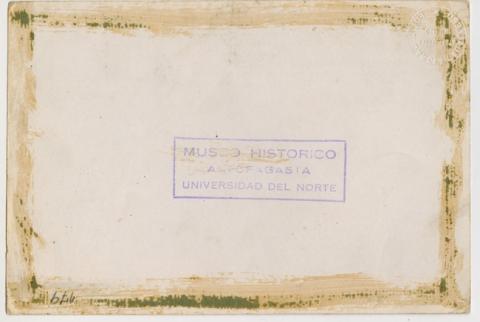 MUSEO HISTORICO
ANTOFAGASTA
UNIVERSIDAD DEL NORTE